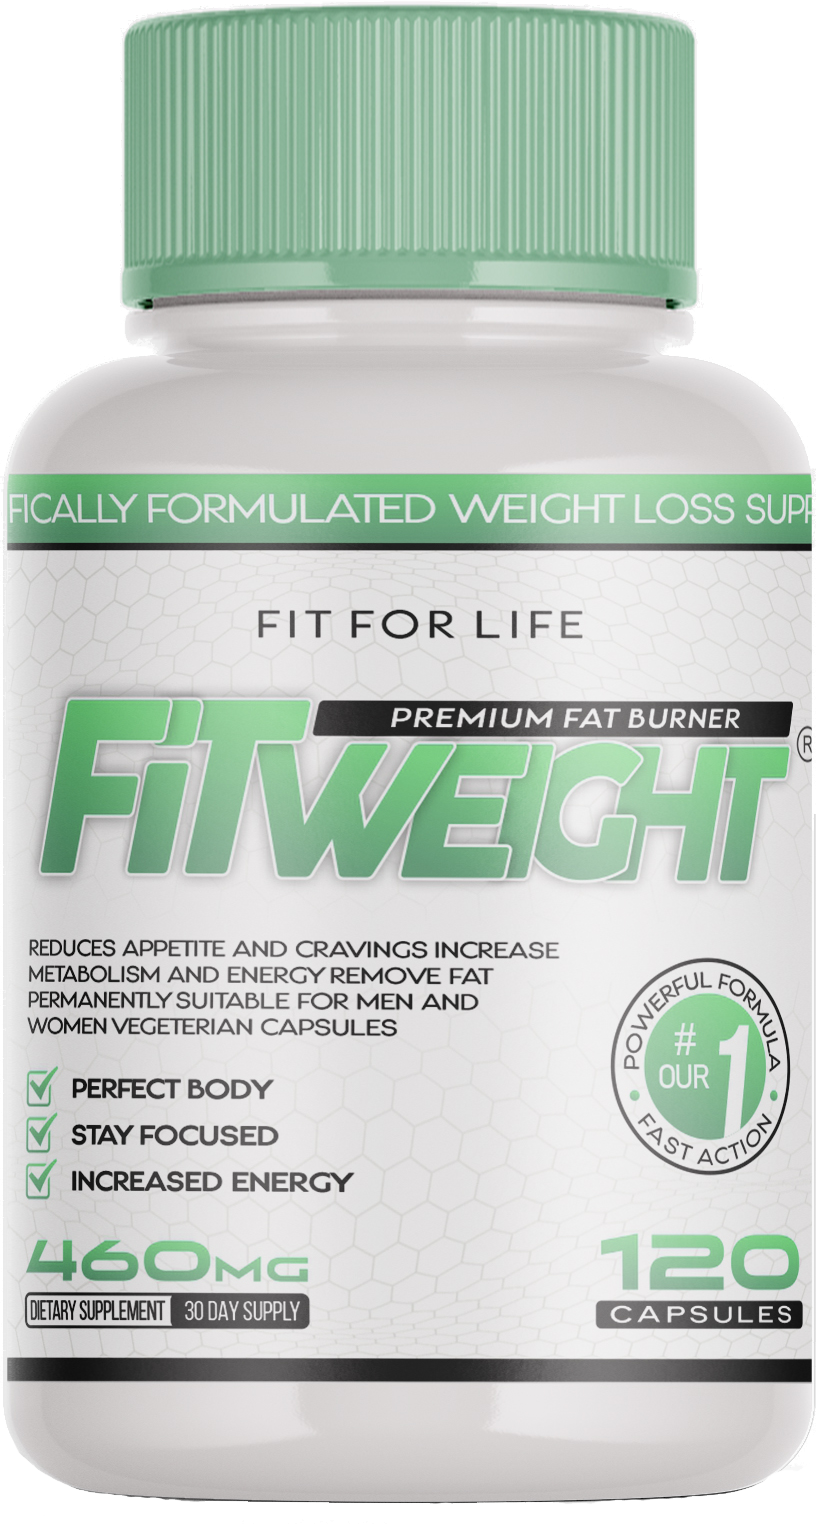 FICALLY FORMULATED WEIGHT LOSS SUPP
FIT FOR LIFE
PREMIUM FAT BURNER
FiTWEIGHT ®
REDUCES APPETITE AND CRAVINGS INCREASE
METABOLISM AND ENERGY REMOVE FAT
PERMANENTLY SUITABLE FOR MEN AND
WOMEN VEGETERIAN CAPSULES
PERFECT BODY
STAY FOCUSED
INCREASED ENERGY
POWERFUL FORMULA
# OUR 1
FAST ACTION
460MG
DIETARY SUPPLEMENT 30 DAY SUPPLY
120
CAPSULES